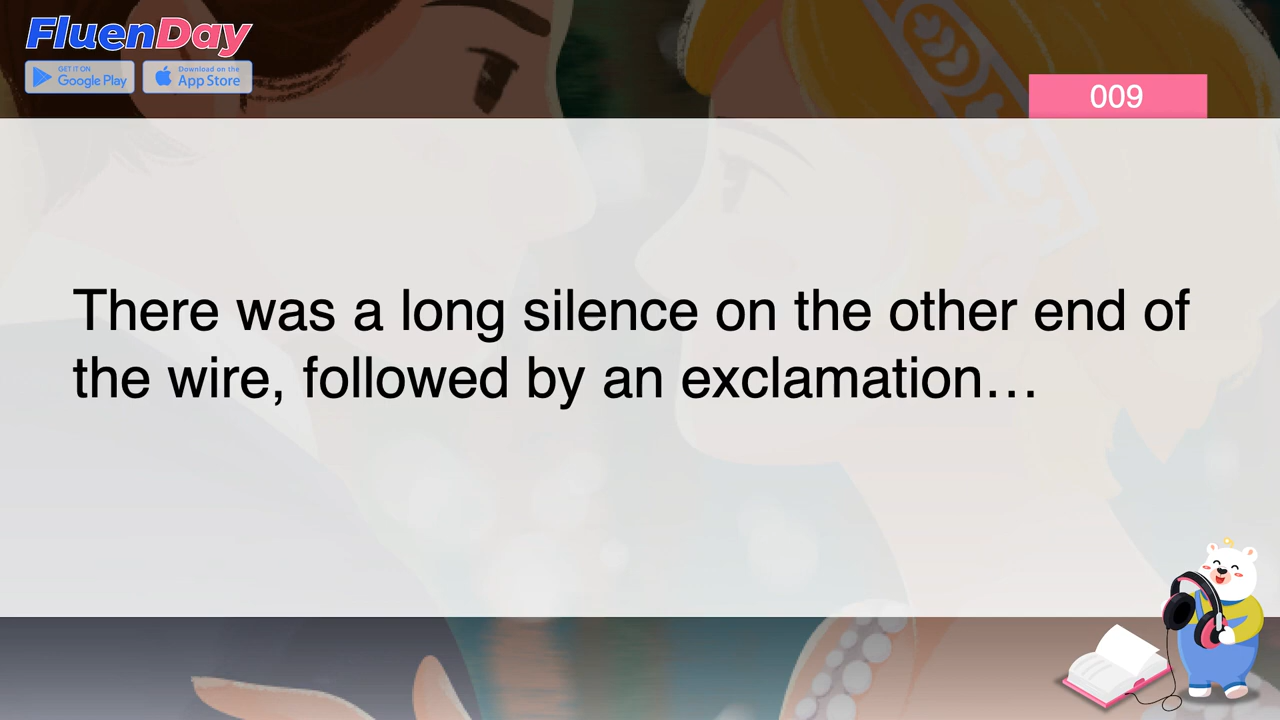 FluenDay
GET IT ON
Google Play
Download on the
App Store
009
There was a long silence on the other end of
the wire, followed by an exclamation…